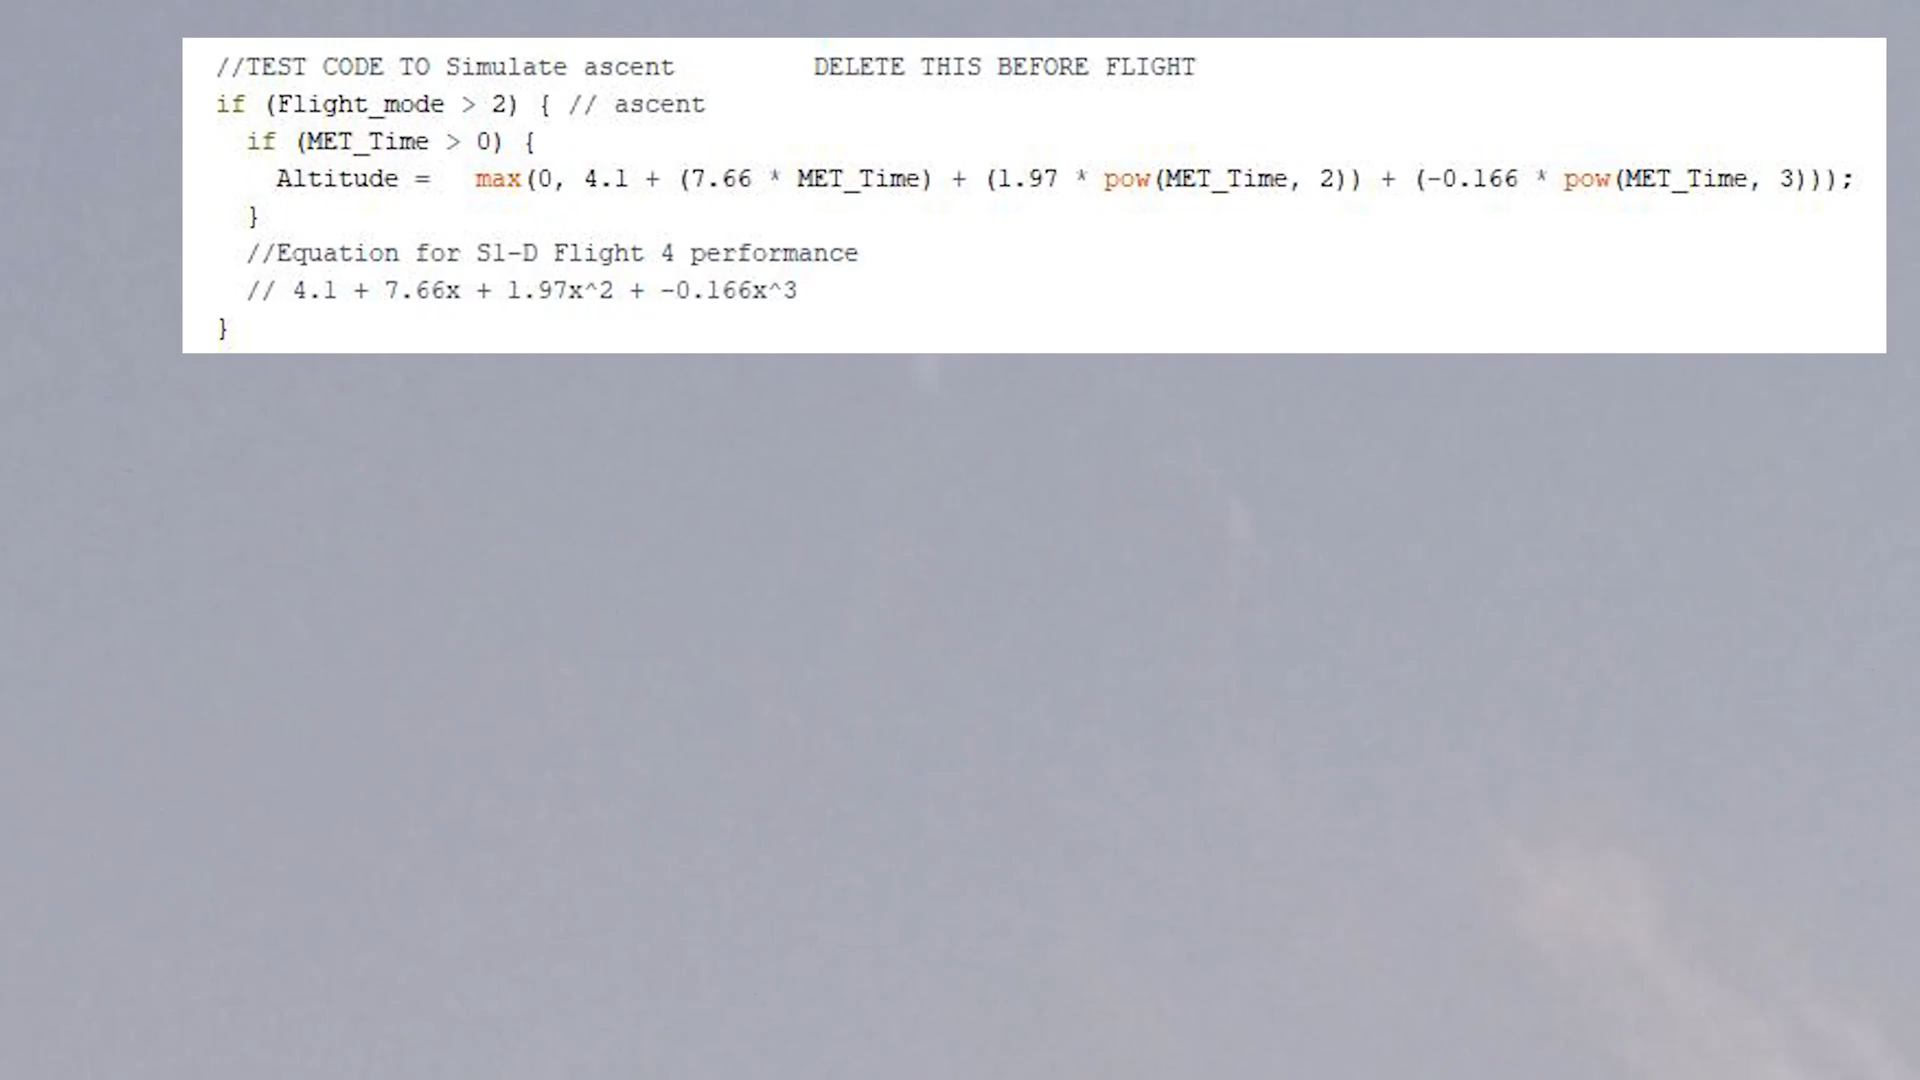 //TEST CODE TO Simulate ascent DELETE THIS BEFORE FLIGHT
if (Flight_mode > 2) { // ascent
if (MET_Time > 0) {
Altitude = max(0, 4.1 + (7.66 * MET_Time) + (1.97 * pow(MET_Time, 2)) + (-0.166 * pow(MET_Time, 3)));
}
//Equation for S1-D Flight 4 performance
// 4.1 + 7.66x + 1.97x^2 + -0.166x^3
}